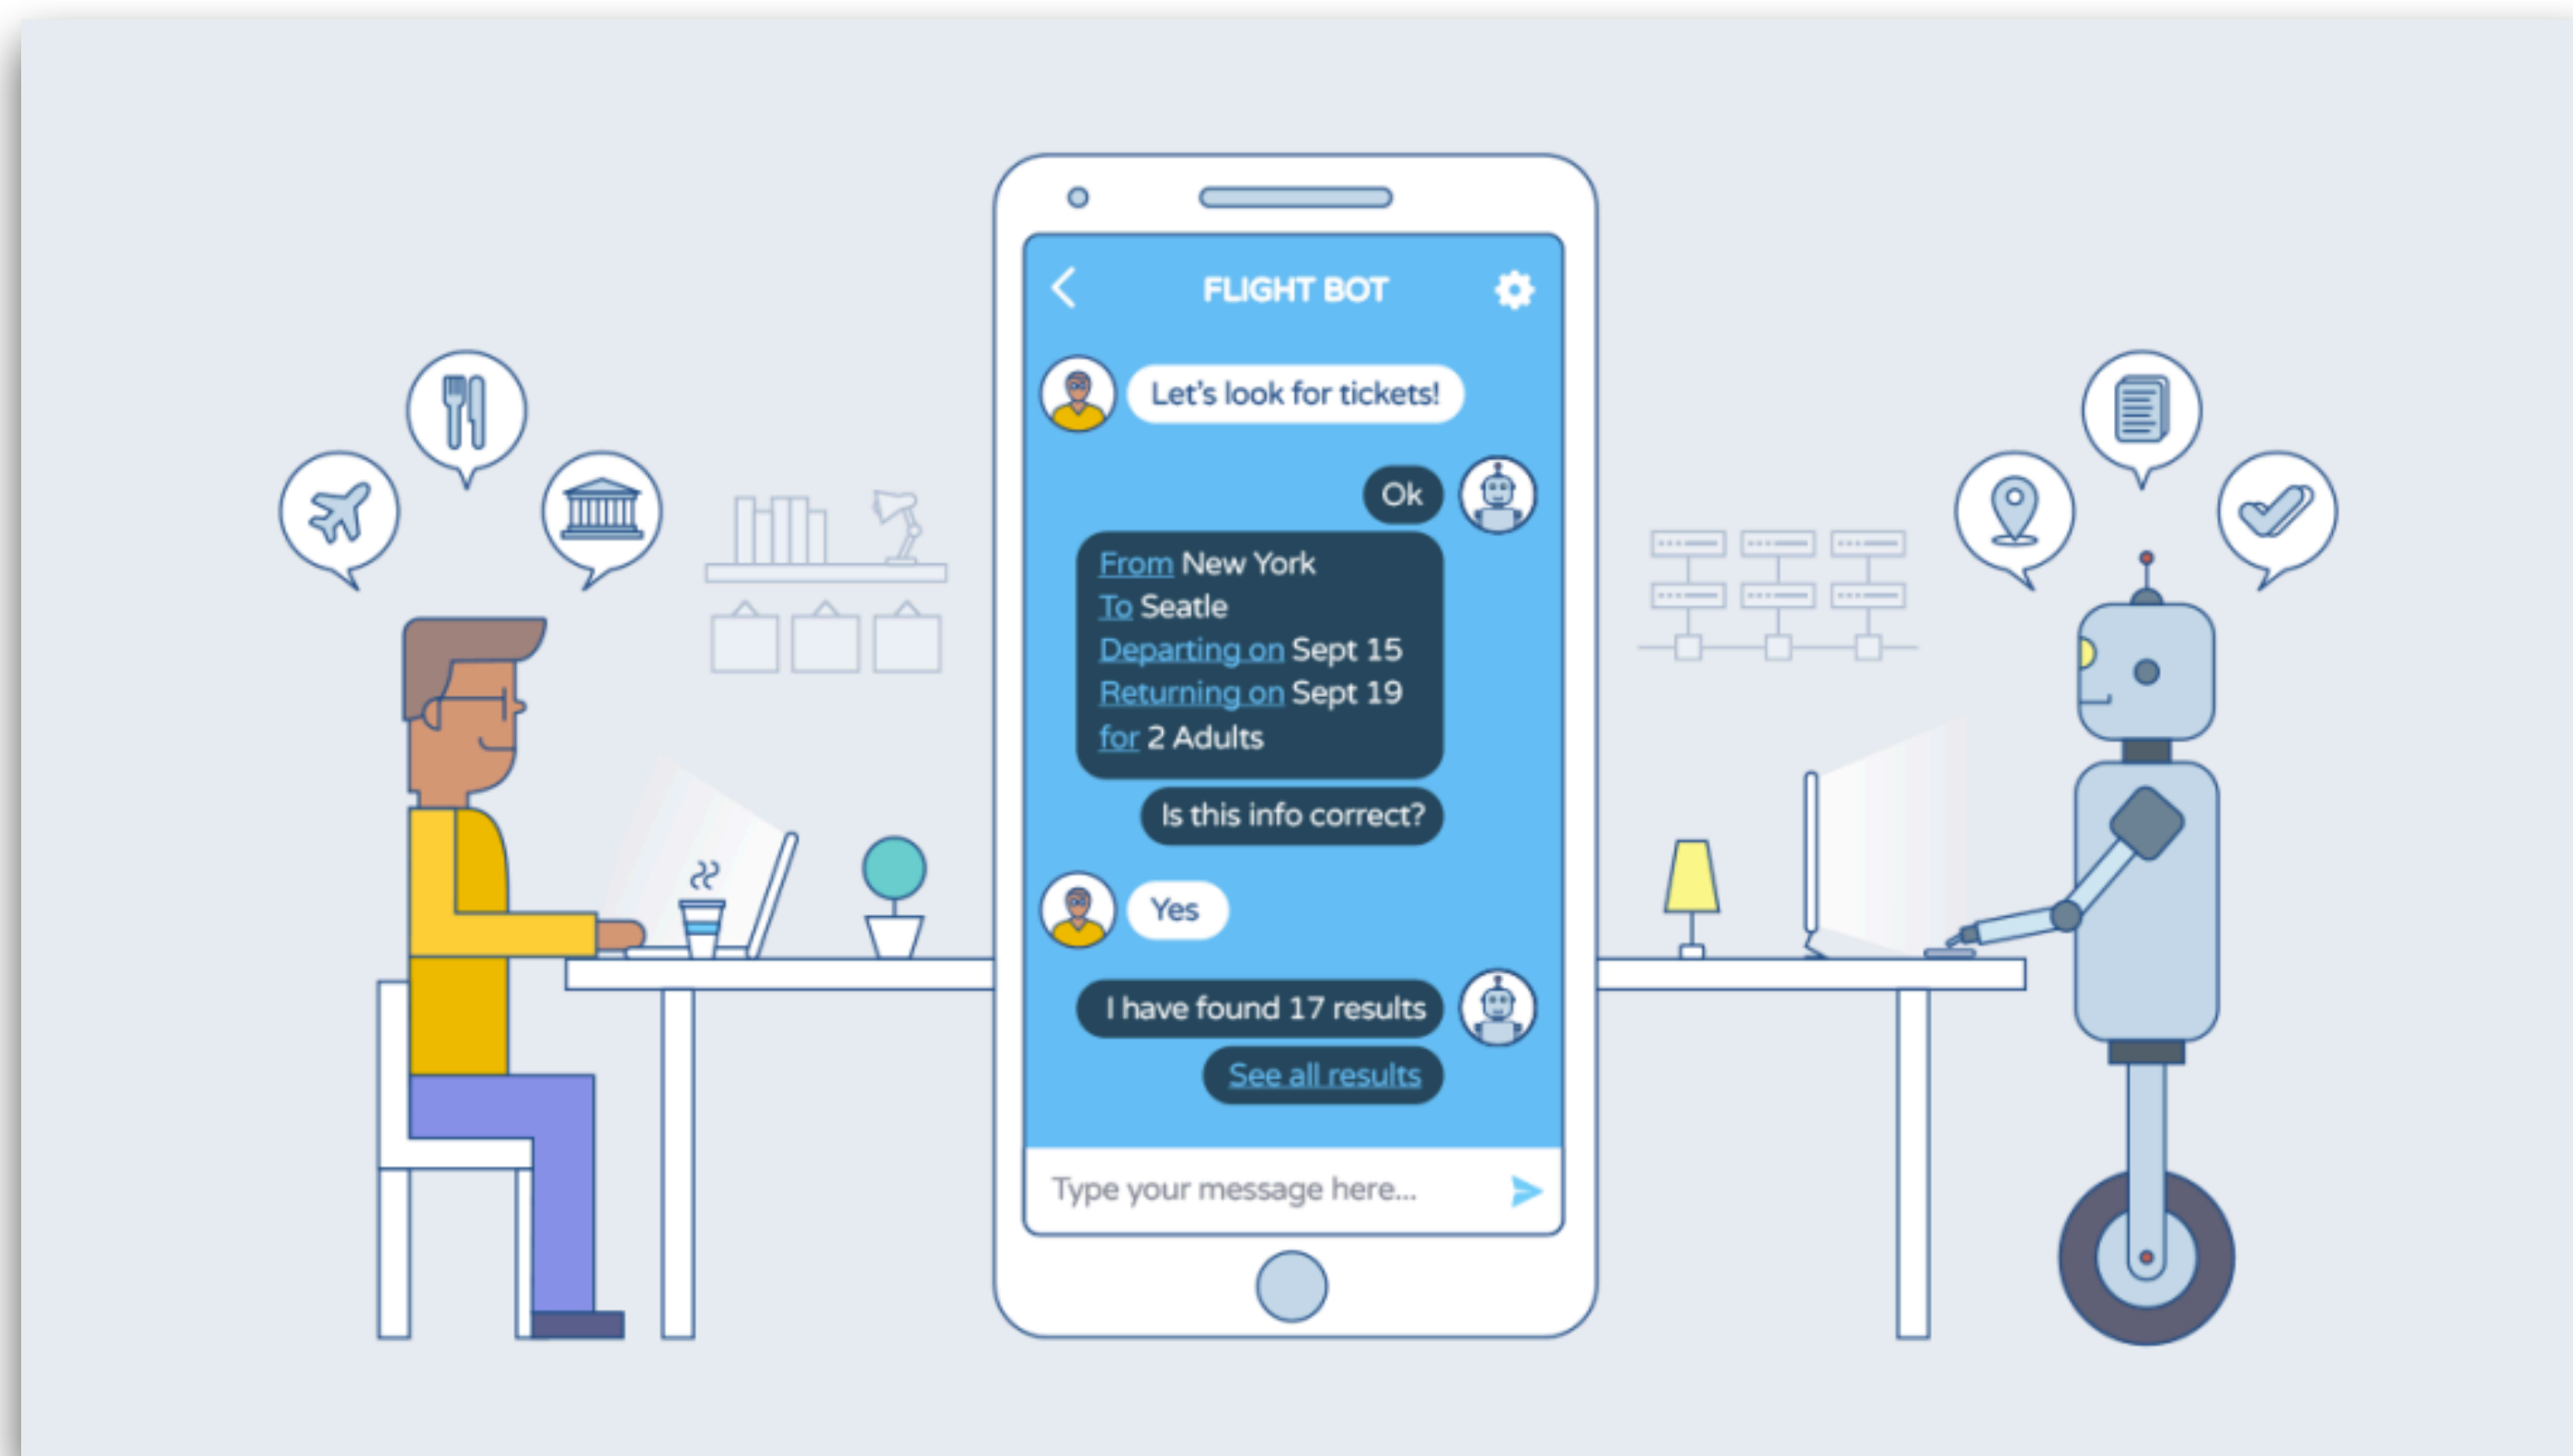 FLIGHT BOT
Let's look for tickets!
Ok
From New York
To Seatle
Departing on Sept 15
Returning on Sept 19
for 2 Adults
Is this info correct?
Yes
I have found 17 results
See all results
Type your message here...